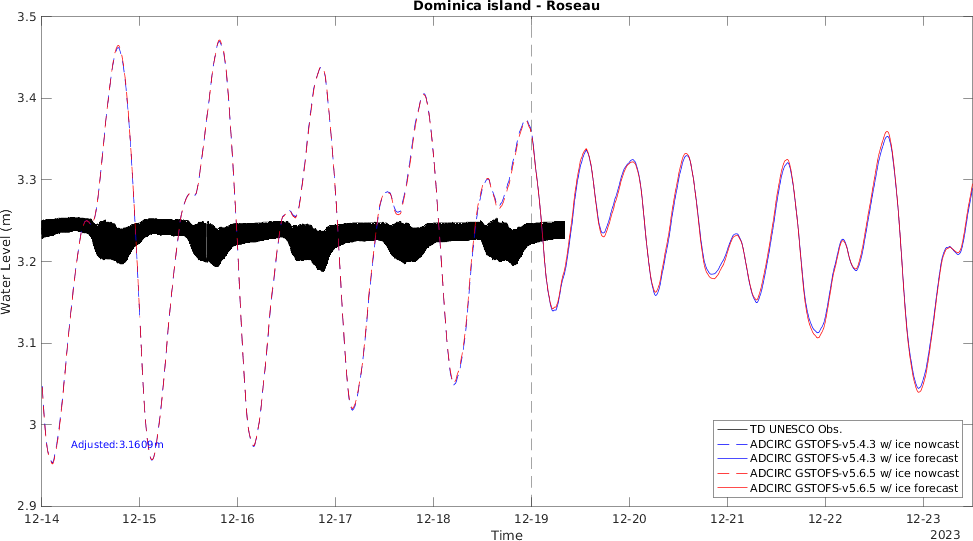 Dominica island - Roseau
3.5
3.4
3.3
3.2
3.1
3
2.9
Water Level (m)
Adjusted:3.1609m
TD UNESCO Obs.
ADCIRC GSTOFS-v5.4.3 w/ ice nowcast
ADCIRC GSTOFS-v5.4.3 w/ ice forecast
ADCIRC GSTOFS-v5.6.5 w/ ice nowcast
ADCIRC GSTOFS-v5.6.5 w/ ice forecast
12-14 12-15 12-16 12-17 12-18 12-19 12-20 12-21 12-22 12-23
Time
2023